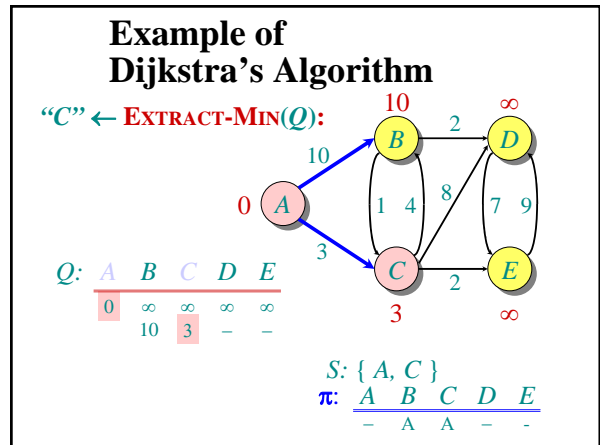 Example of
Dijkstra's Algorithm
"C" ← EXTRACT-MIN(Q):
10 ∞
B 2 D
10
0 A 1 4 8 7 9
3
C 2 E
3 ∞
Q: A B C D E
0 ∞ ∞ ∞ ∞
10 3 – –
S: { A, C }
π: A B C D E
– A A – -